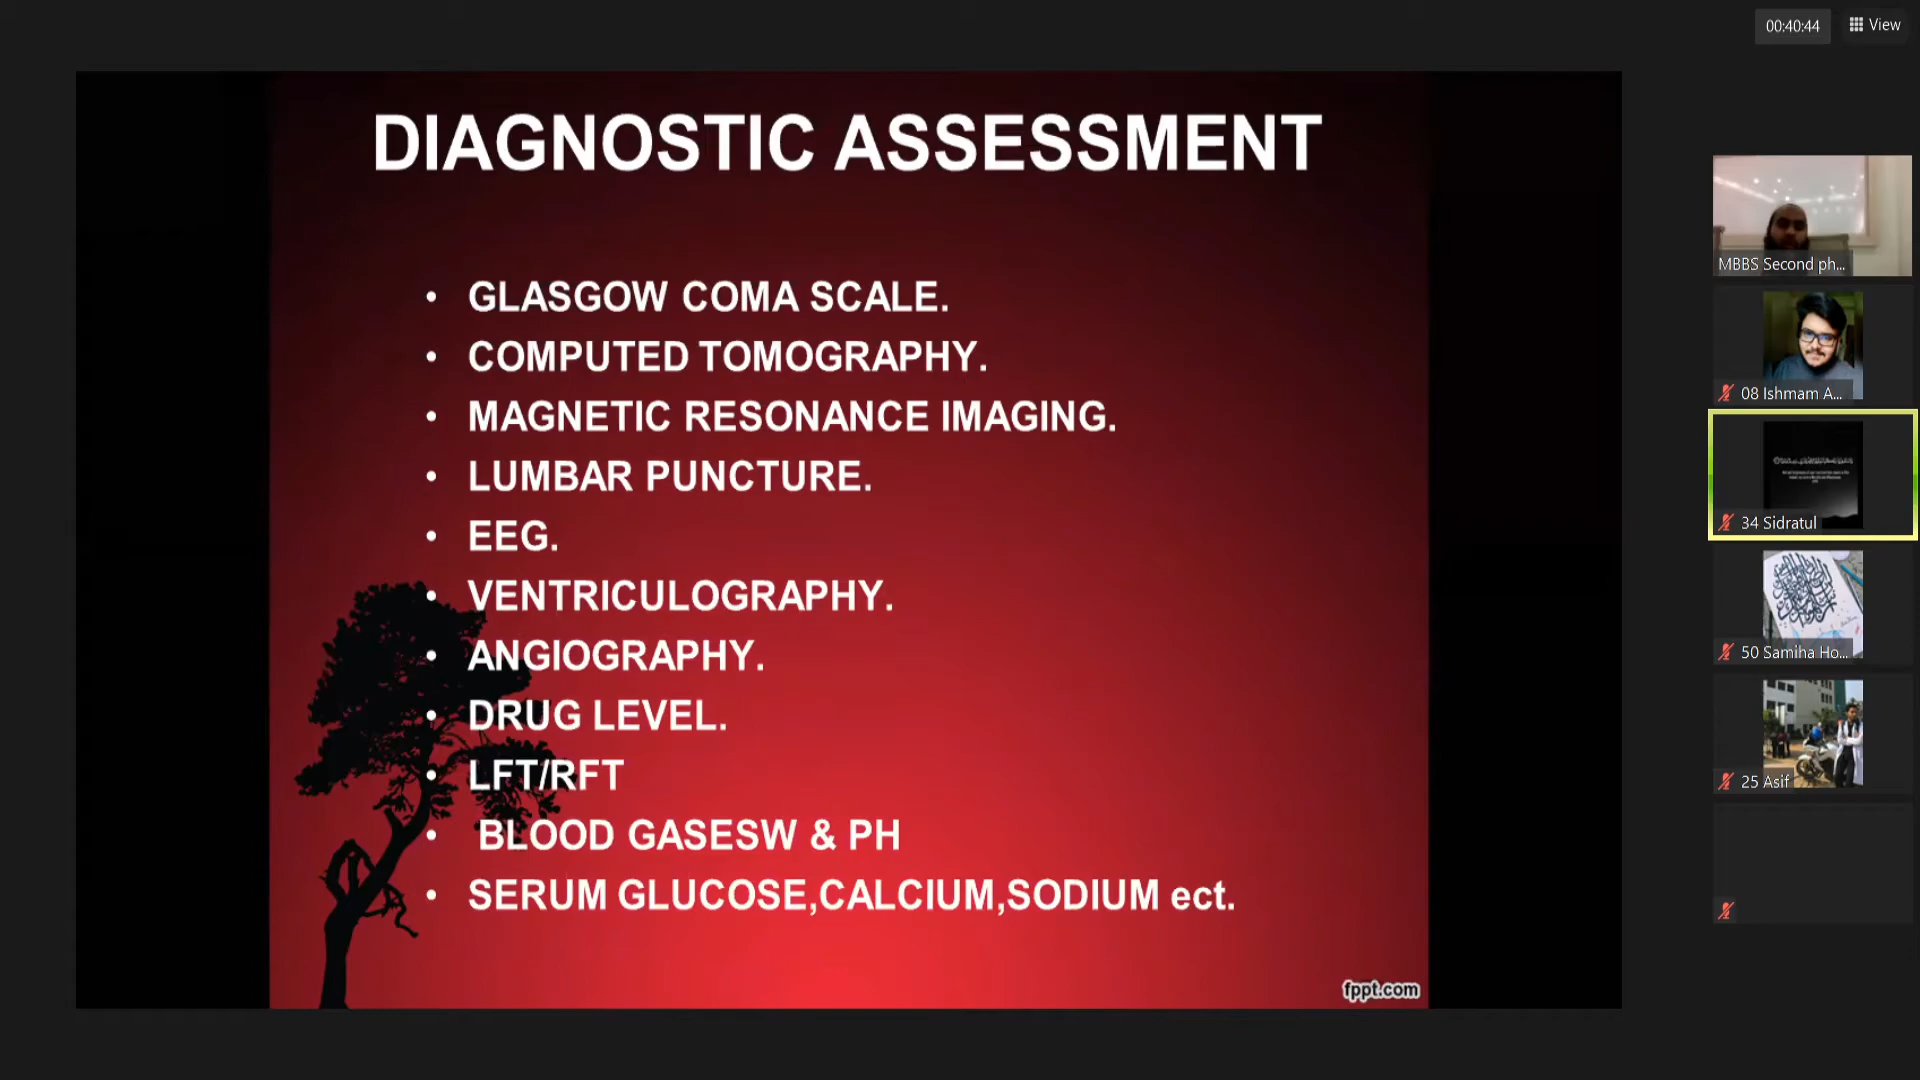 00:40:44
View
DIAGNOSTIC ASSESSMENT
• GLASGOW COMA SCALE.
• COMPUTED TOMOGRAPHY.
• MAGNETIC RESONANCE IMAGING.
• LUMBAR PUNCTURE.
• EEG.
• VENTRICULOGRAPHY.
• ANGIOGRAPHY.
• DRUG LEVEL.
• LFT/RFT
• BLOOD GASESW & PH
• SERUM GLUCOSE,CALCIUM,SODIUM ect.
fppt.com
MBBS Second ph...
08 Ishmam A...
34 Sidratul
50 Samiha Ho...
25 Asif